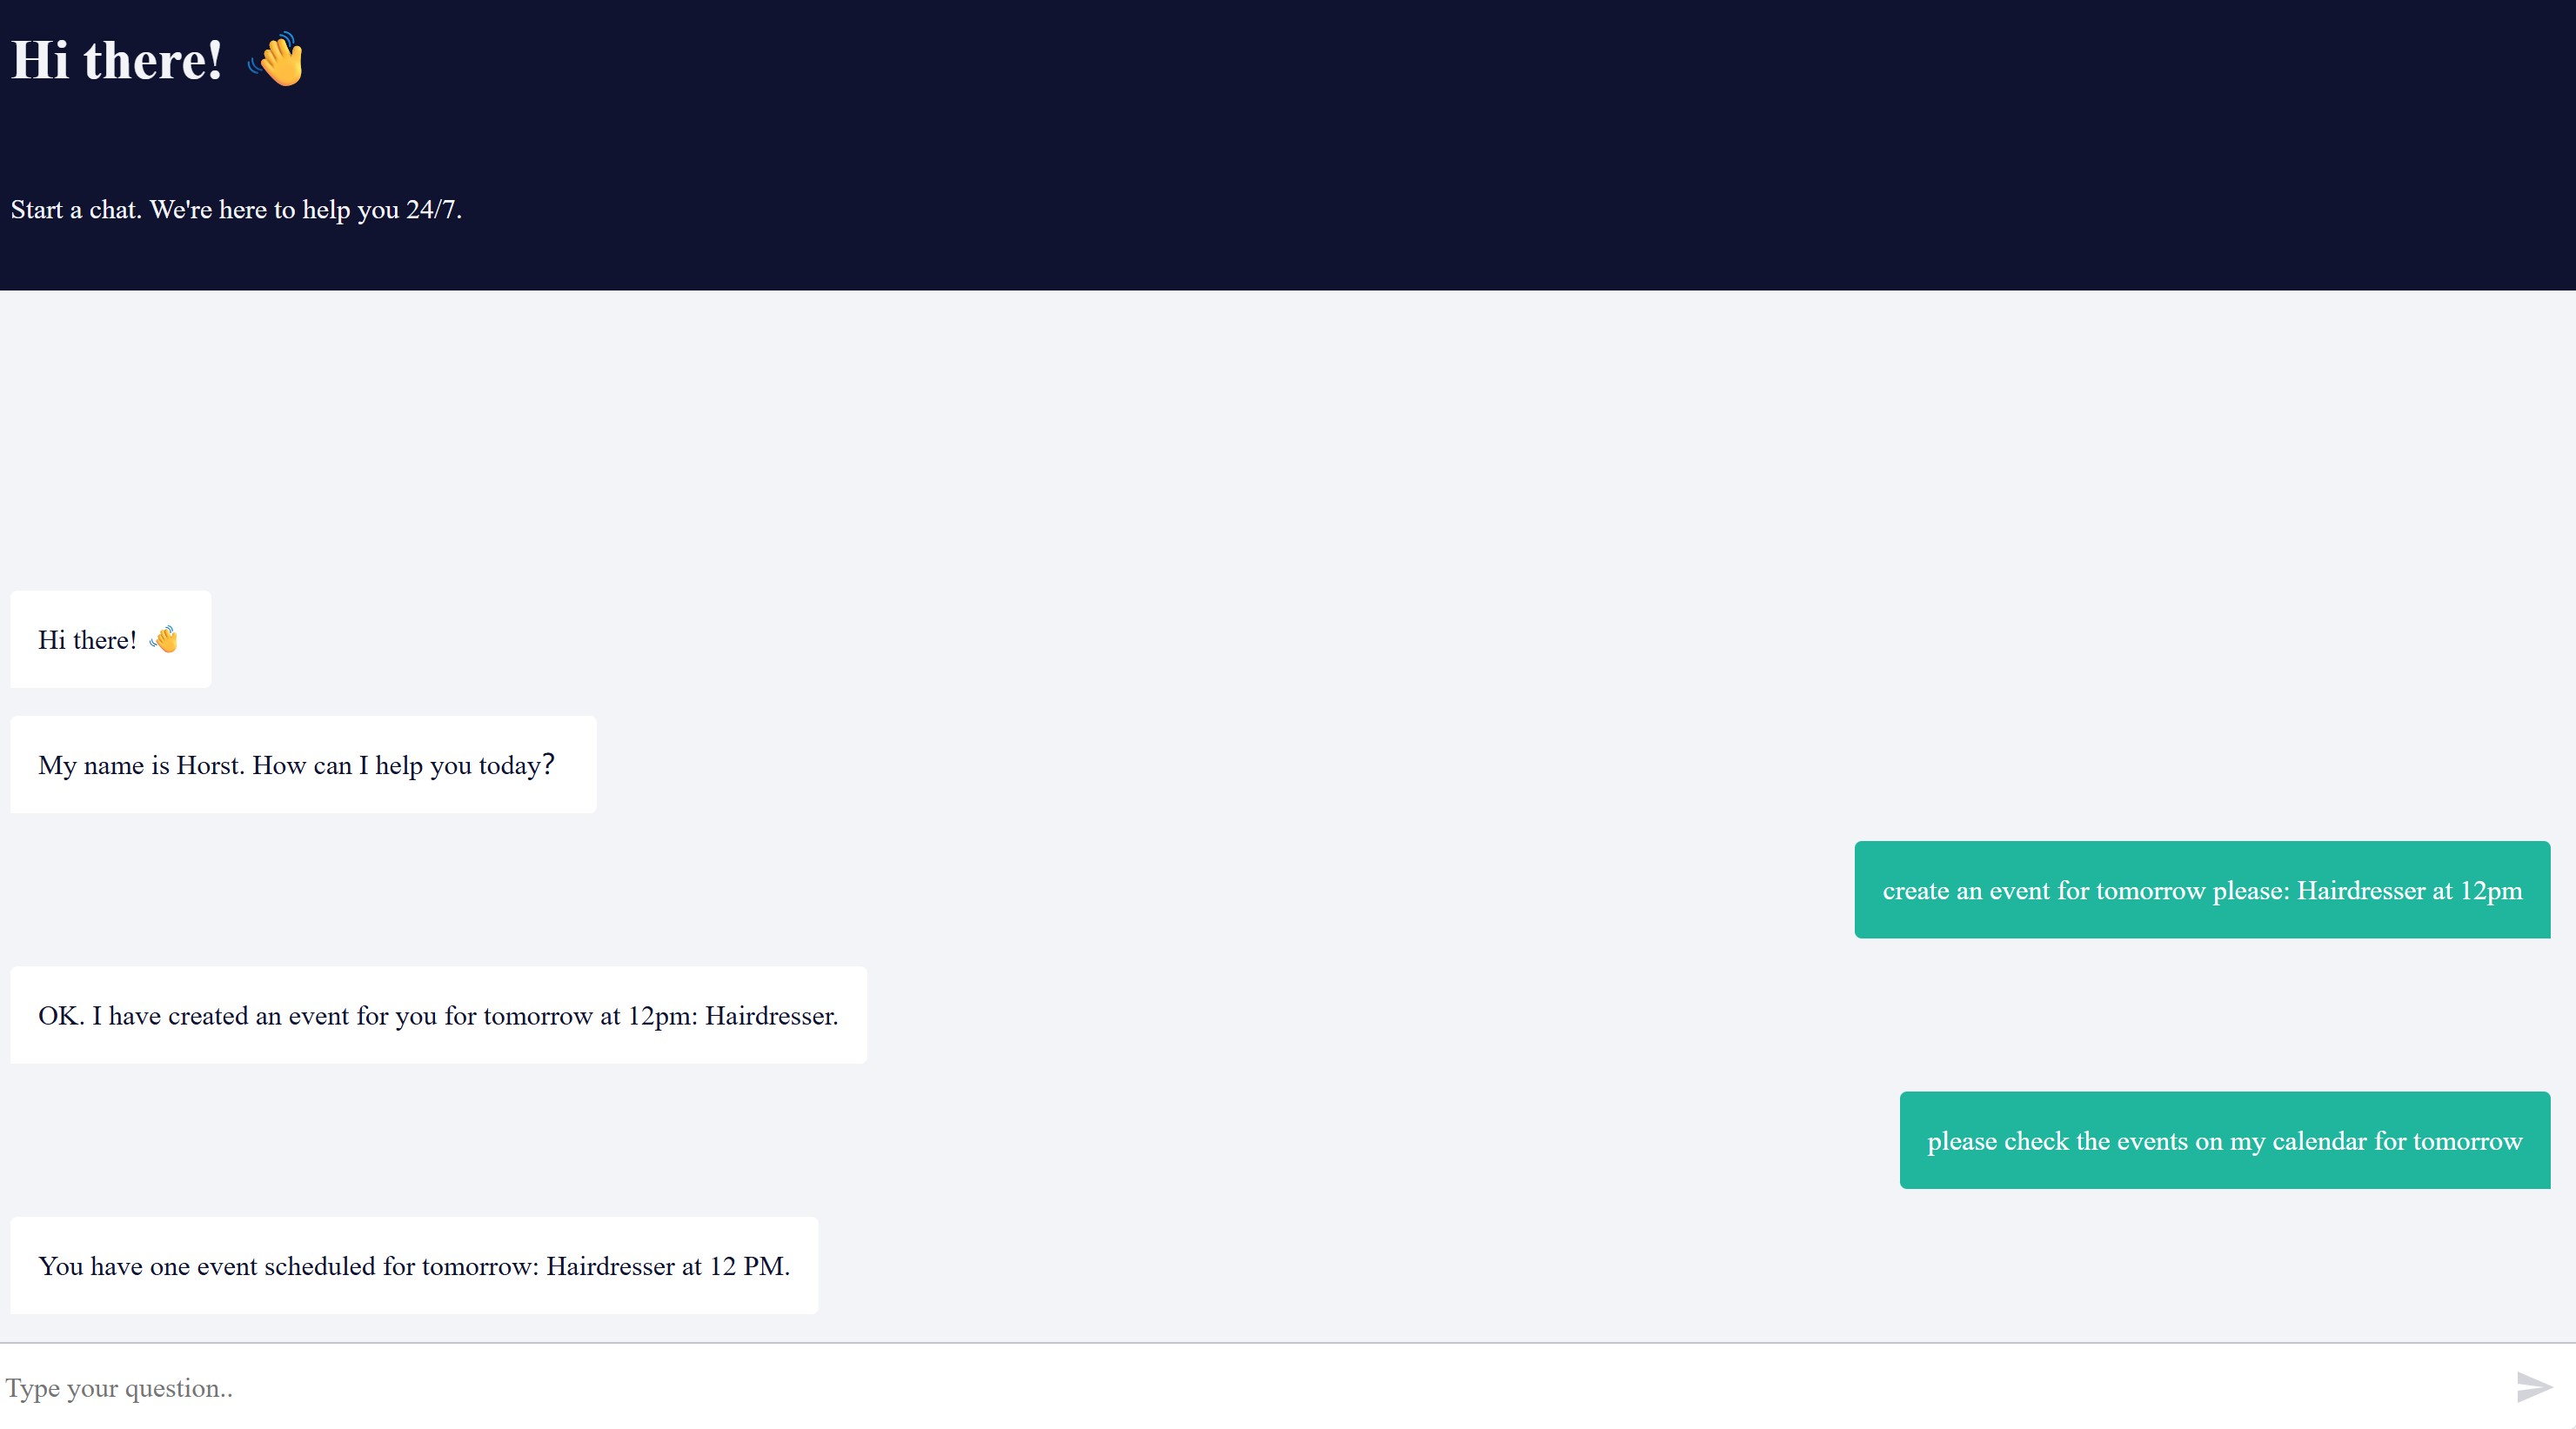 Hi there! 👋
Start a chat. We're here to help you 24/7.
Hi there! 👋
My name is Horst. How can I help you today?
create an event for tomorrow please: Hairdresser at 12pm
OK. I have created an event for you for tomorrow at 12pm: Hairdresser.
please check the events on my calendar for tomorrow
You have one event scheduled for tomorrow: Hairdresser at 12 PM.
Type your question..